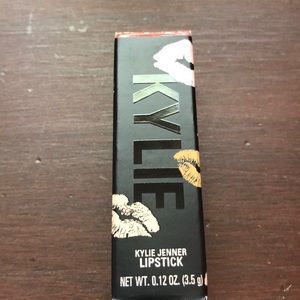 KYLIE
KYLIE JENNER
LIPSTICK
NET WT. 0.12 OZ. (3.5 g)